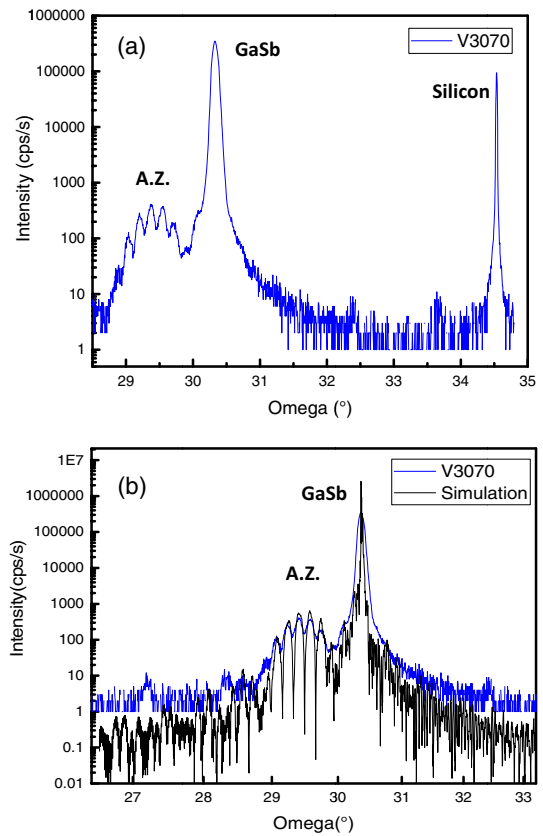 1000000
100000
10000
1000
100
10
1
Intensity (cps/s)
(a)
GaSb
V3070
Silicon
A.Z.
29 30 31 32 33 34 35
Omega (°)
1E7
1000000
100000
10000
1000
100
10
1
0.1
0.01
Intensity(cps/s)
(b)
GaSb
V3070
Simulation
A.Z.
27 28 29 30 31 32 33
Omega(°)